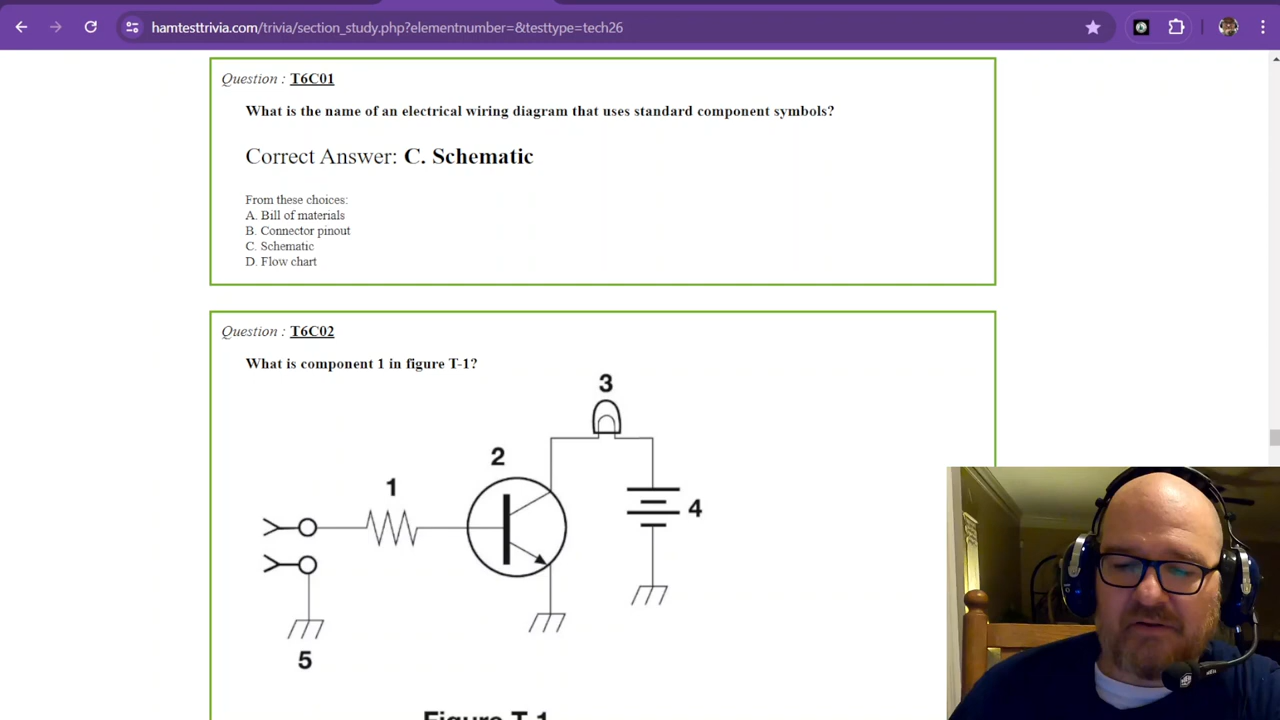 hamtesttrivia.com/trivia/section_study.php?elementnumber=&testtype=tech26
Question : T6C01
What is the name of an electrical wiring diagram that uses standard component symbols?
Correct Answer: C. Schematic
From these choices:
A. Bill of materials
B. Connector pinout
C. Schematic
D. Flow chart
Question : T6C02
What is component 1 in figure T-1?
3
2
1
4
5
Figure T-1